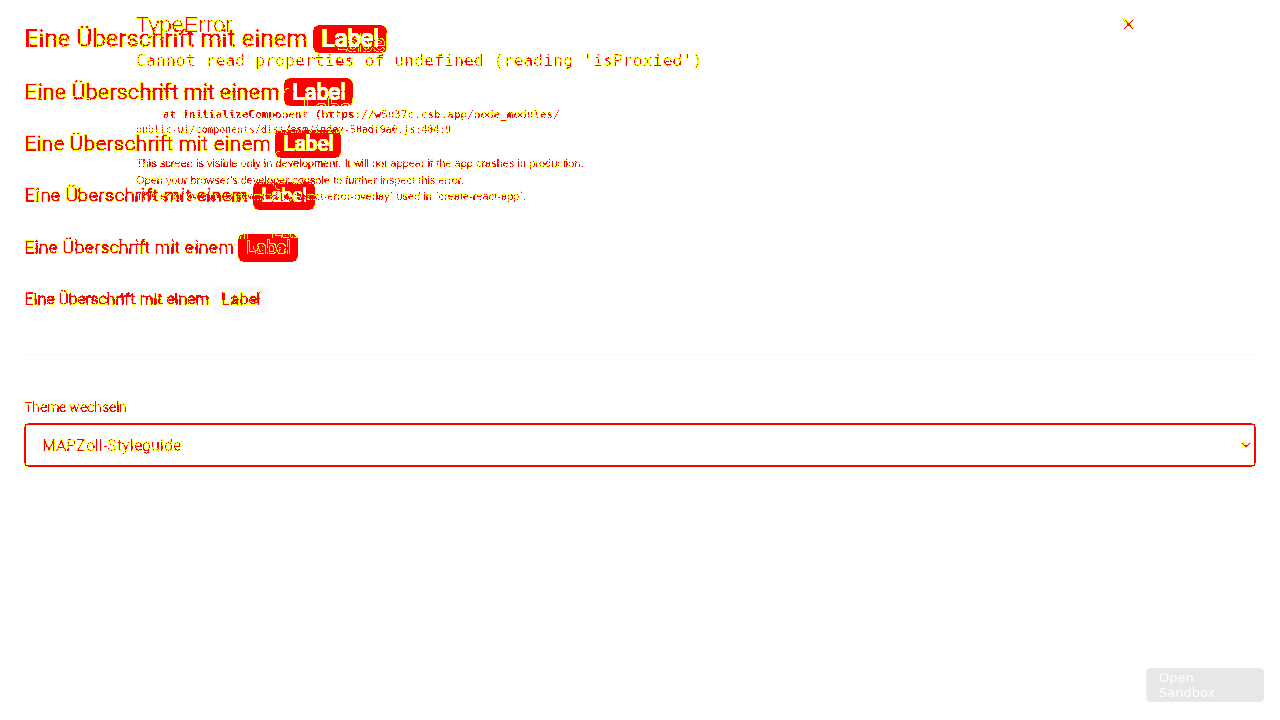 TypeError
Eine Überschrift mit einem Label
Cannot read properties of undefined (reading 'isProxied')
Eine Überschrift mit einem Label
at initializeComponent (https://w5u37c.csb.app/node_modules/
public-ui/components/dist/esm/index-50adf9a0.js:404:9
Eine Überschrift mit einem Label
This screen is visible only in development. It will not appear if the app crashes in production.
Open your browser's developer console to further inspect this error.
Eine Überschrift mit einem Label
error-overlay` used in `create-react-app`.
Eine Überschrift mit einem Label
Eine Überschrift mit einem Label
Theme wechseln
MAPZoll-Styleguide
Open
Sandbox